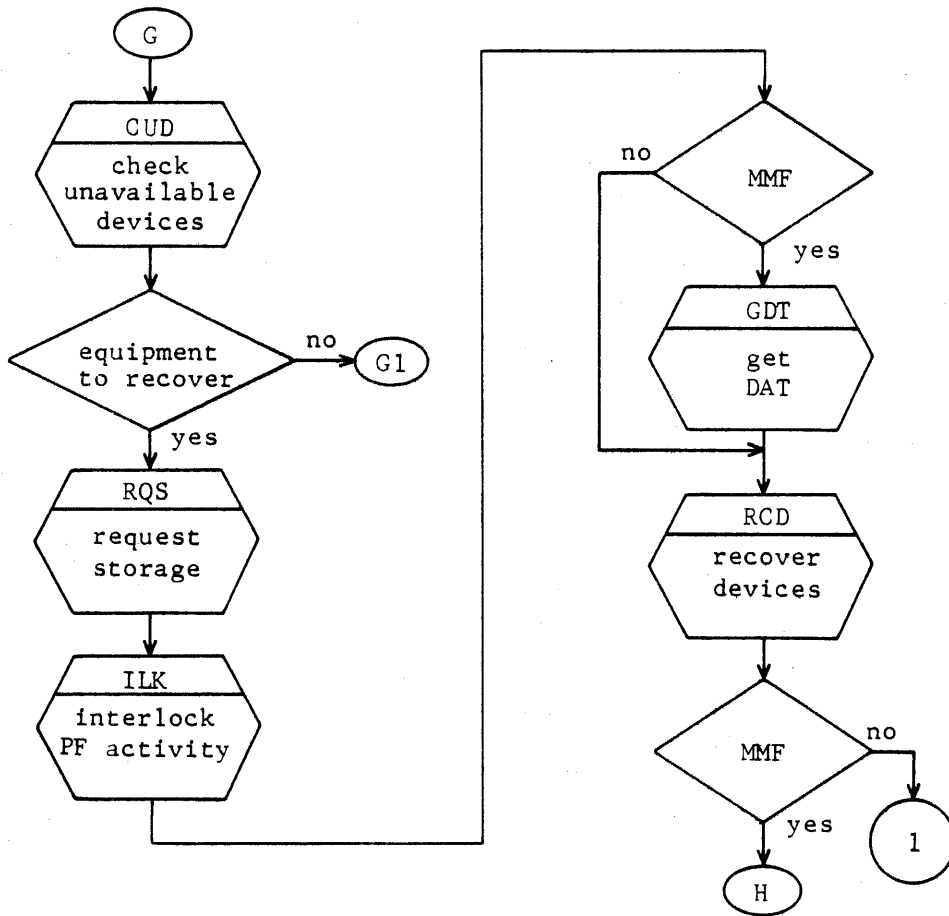 G
CUD
check
unavailable
devices
equipment
to recover
no
G1
yes
RQS
request
storage
ILK
interlock
PF activity
MMF
no
yes
GDT
get
DAT
RCD
recover
devices
MMF
no
yes
1
H